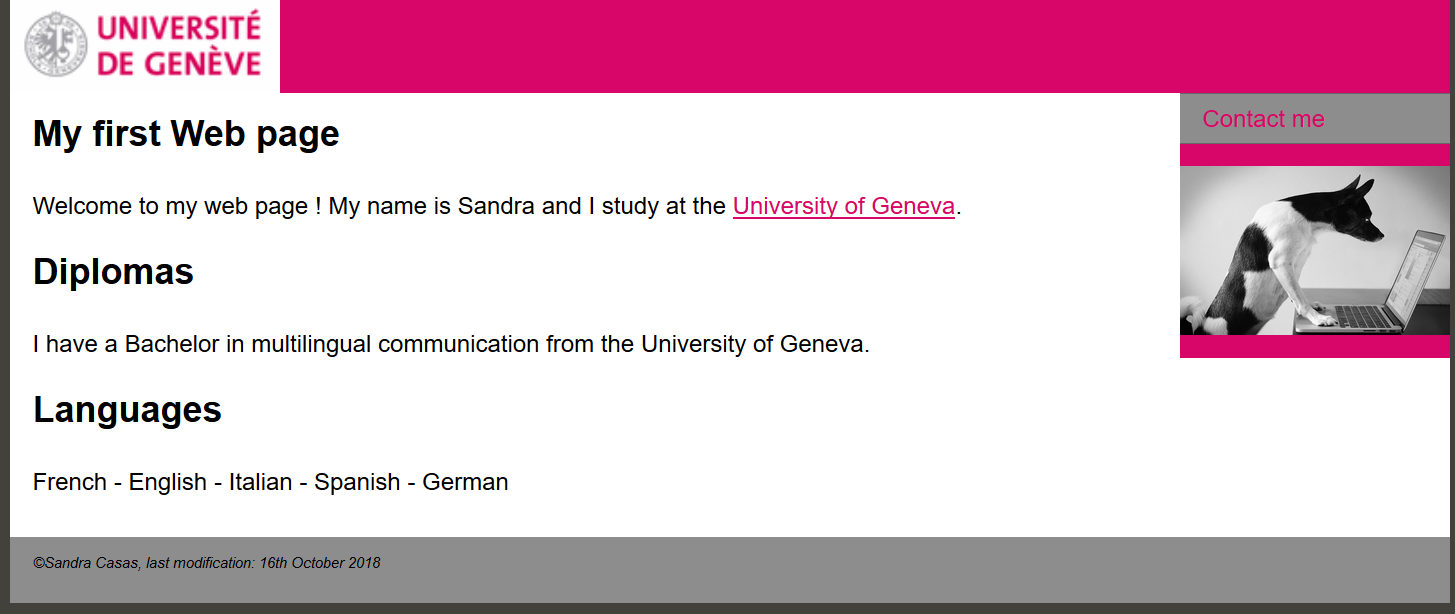 UNIVERSITÉ
DE GENÈVE
Contact me
My first Web page
Welcome to my web page ! My name is Sandra and I study at the University of Geneva.
Diplomas
I have a Bachelor in multilingual communication from the University of Geneva.
Languages
French - English - Italian - Spanish - German
©Sandra Casas, last modification: 16th October 2018